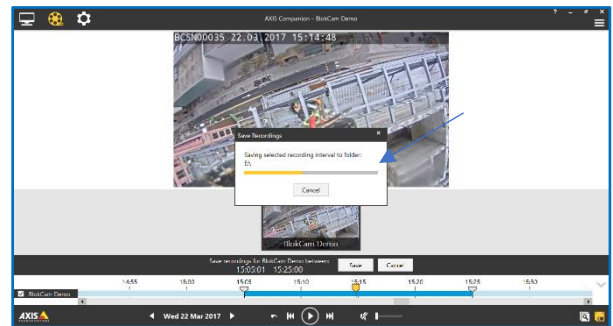 AXIS Companion - BlokCam Demo
BCSN00035 22.03.2017 15:14:48
Save Recordings
Saving selected recording interval to folder:
Cancel
BlokCam Demo
Save recordings for BlokCam Demo between:
15:05:01 15:25:00
Save Cancel
14:55 15:00 15:05 15:10 15:15 15:20 15:25 15:30
BlokCam Demo
AXIS
Wed 22 Mar 2017